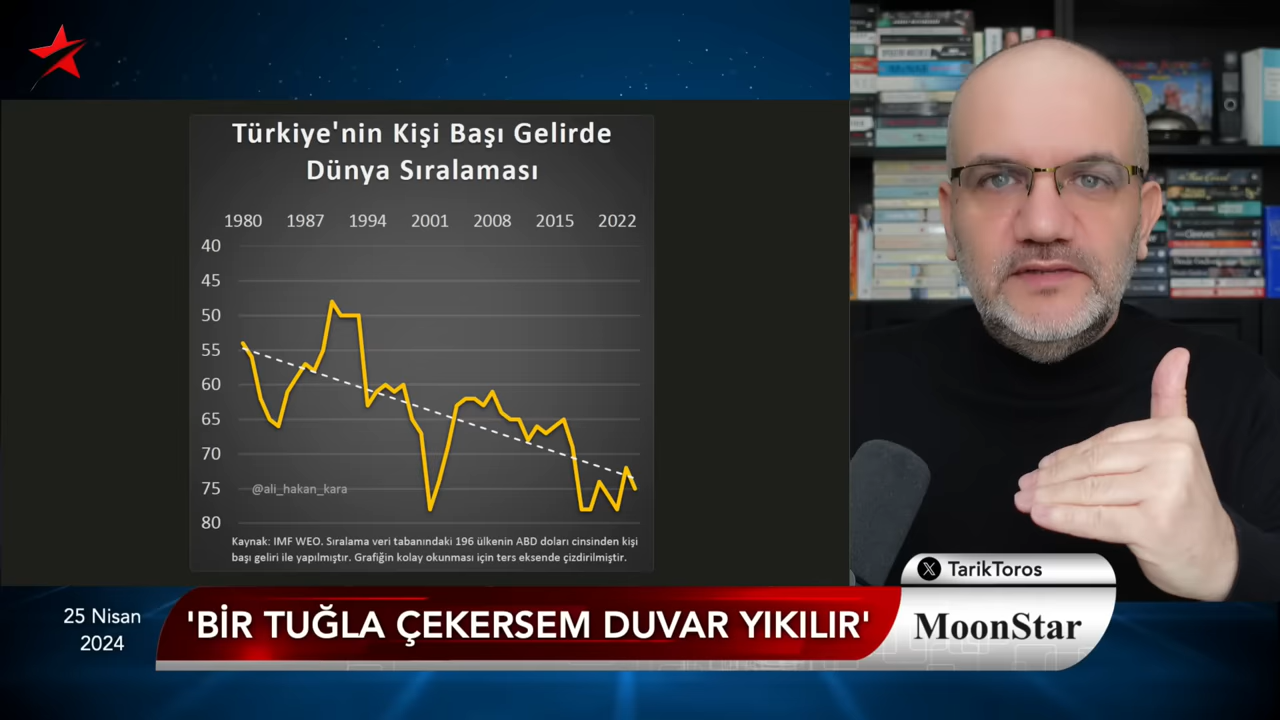 Türkiye'nin Kişi Başı Gelirde
Dünya Sıralaması
1980 1987 1994 2001 2008 2015 2022
40
45
50
55
60
65
70
75
80
@ali_hakan_kara
Kaynak: IMF WEO. Sıralama veri tabanındaki 196 ülkenin ABD doları cinsinden kişi
başı geliri ile yapılmıştır. Grafiğin kolay okunması için ters eksende çizdirilmiştir.
X TarikToros
25 Nisan
2024
'BİR TUĞLA ÇEKERSEM DUVAR YIKILIR'
MoonStar